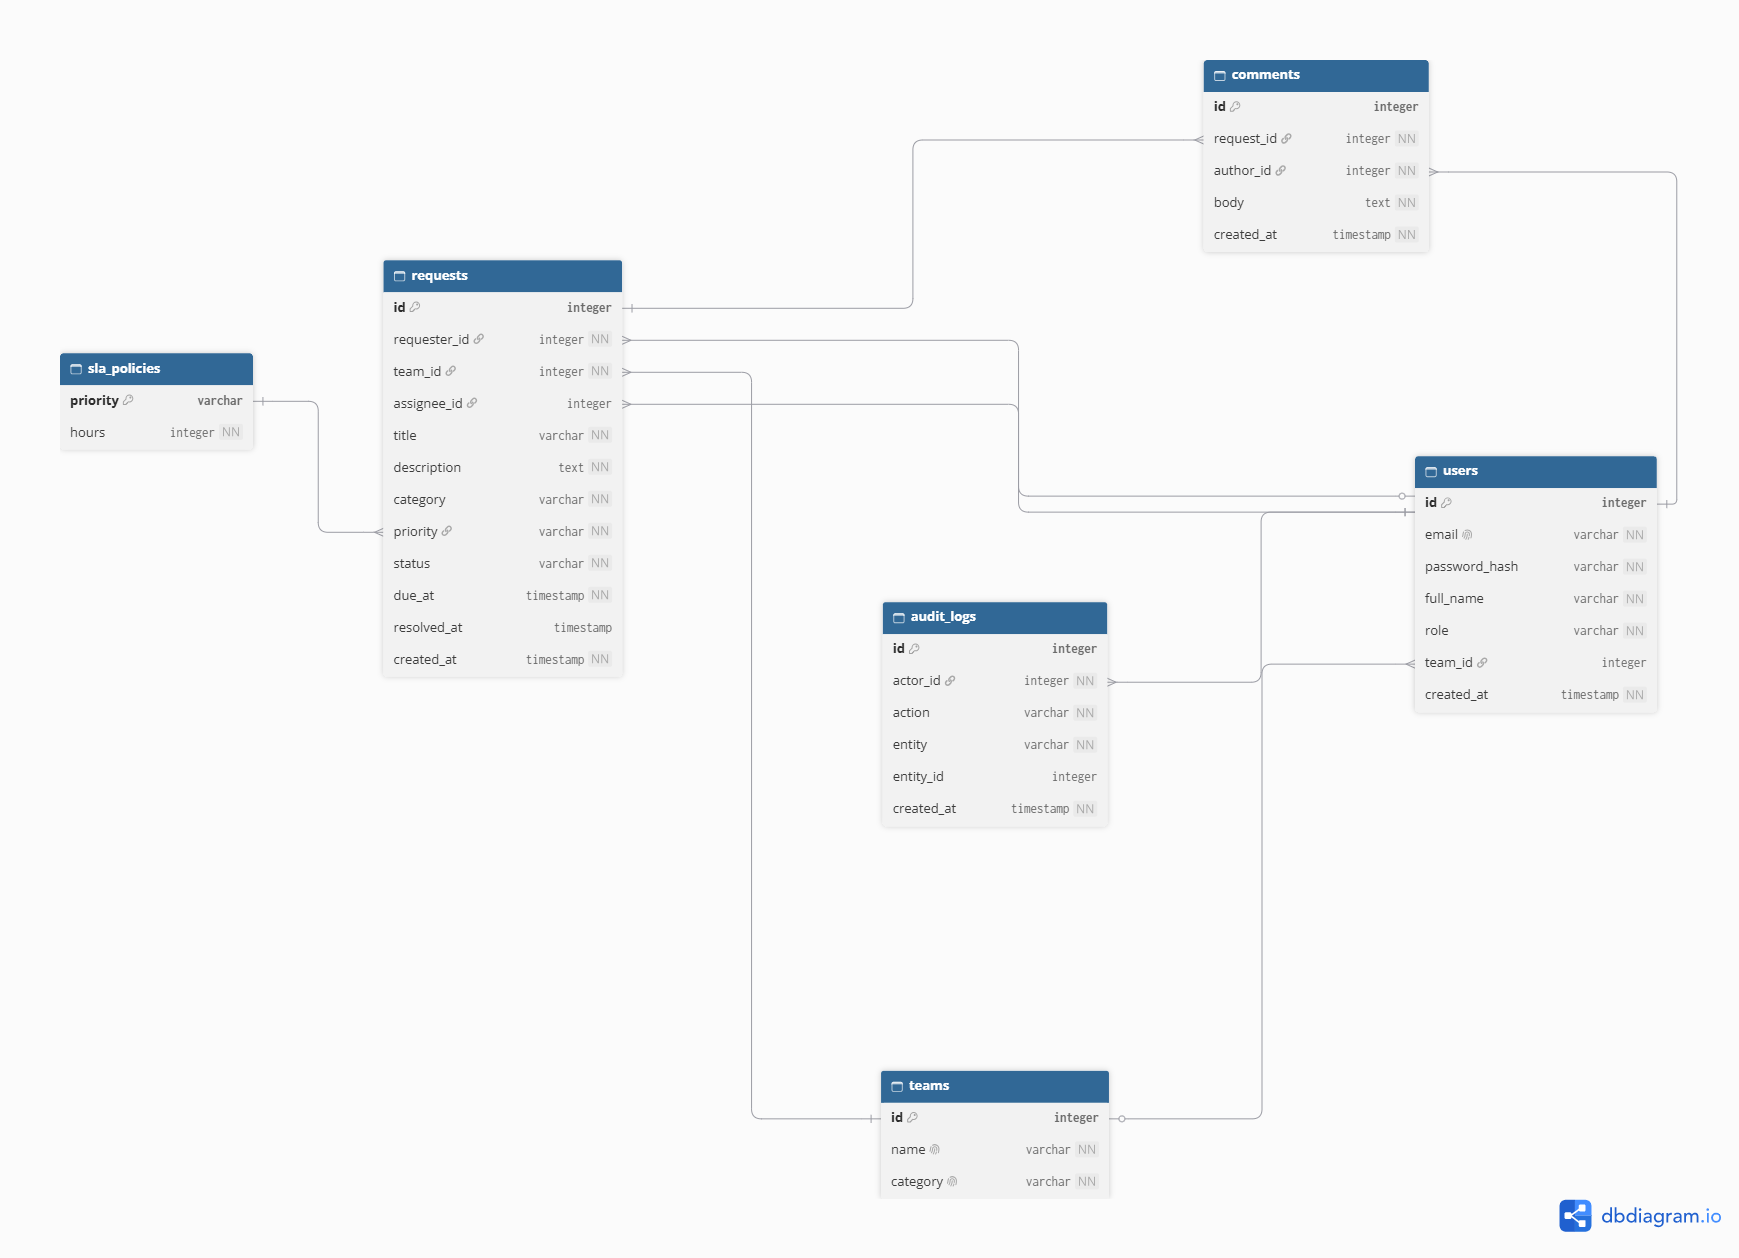 comments
id integer
request_id integer NN
author_id integer NN
body text NN
created_at timestamp NN
requests
id integer
requester_id integer NN
team_id integer NN
assignee_id integer
title varchar NN
description text NN
category varchar NN
priority varchar NN
status varchar NN
due_at timestamp NN
resolved_at timestamp
created_at timestamp NN
sla_policies
priority varchar
hours integer NN
users
id integer
email varchar NN
password_hash varchar NN
full_name varchar NN
role varchar NN
team_id integer
created_at timestamp NN
audit_logs
id integer
actor_id integer NN
action varchar NN
entity varchar NN
entity_id integer
created_at timestamp NN
teams
id integer
name varchar NN
category varchar NN
dbdiagram.io